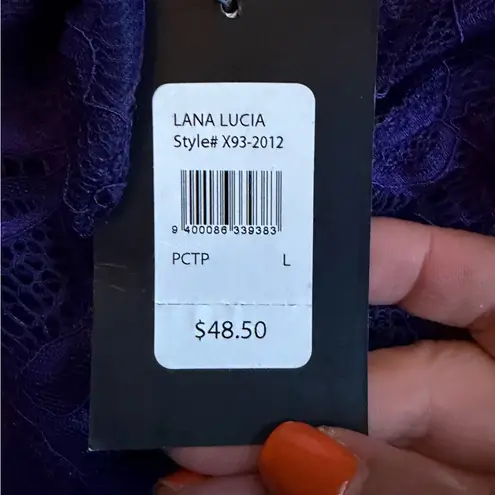 LANA LUCIA
Style# X93-2012
9 400086 339383
PCTP L
$48.50